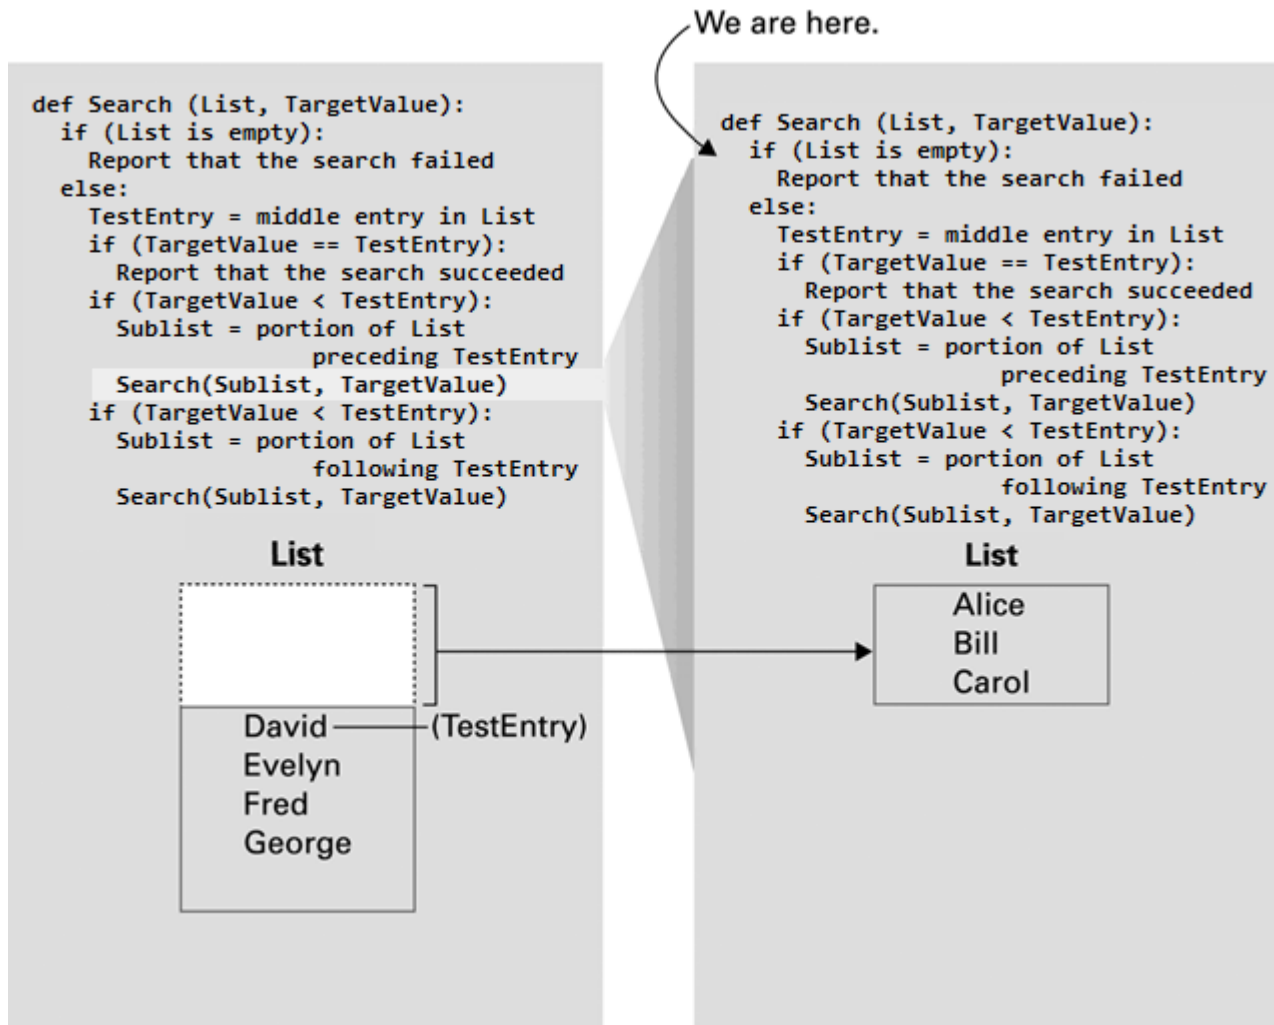 We are here.
def Search (List, TargetValue):
  if (List is empty):
    Report that the search failed
  else:
    TestEntry = middle entry in List
    if (TargetValue == TestEntry):
      Report that the search succeeded
    if (TargetValue < TestEntry):
      Sublist = portion of List
                    preceding TestEntry
      Search(Sublist, TargetValue)
    if (TargetValue < TestEntry):
      Sublist = portion of List
                    following TestEntry
      Search(Sublist, TargetValue)
List
David
(TestEntry)
Evelyn
Fred
George
def Search (List, TargetValue):
  if (List is empty):
    Report that the search failed
  else:
    TestEntry = middle entry in List
    if (TargetValue == TestEntry):
      Report that the search succeeded
    if (TargetValue < TestEntry):
      Sublist = portion of List
                    preceding TestEntry
      Search(Sublist, TargetValue)
    if (TargetValue < TestEntry):
      Sublist = portion of List
                    following TestEntry
      Search(Sublist, TargetValue)
List
Alice
Bill
Carol